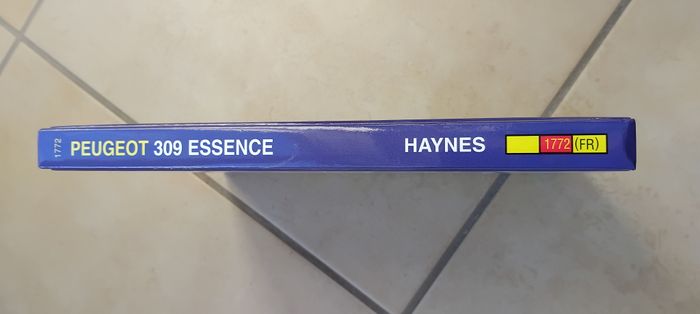 1772
PEUGEOT 309 ESSENCE
HAYNES
1772 (FR)